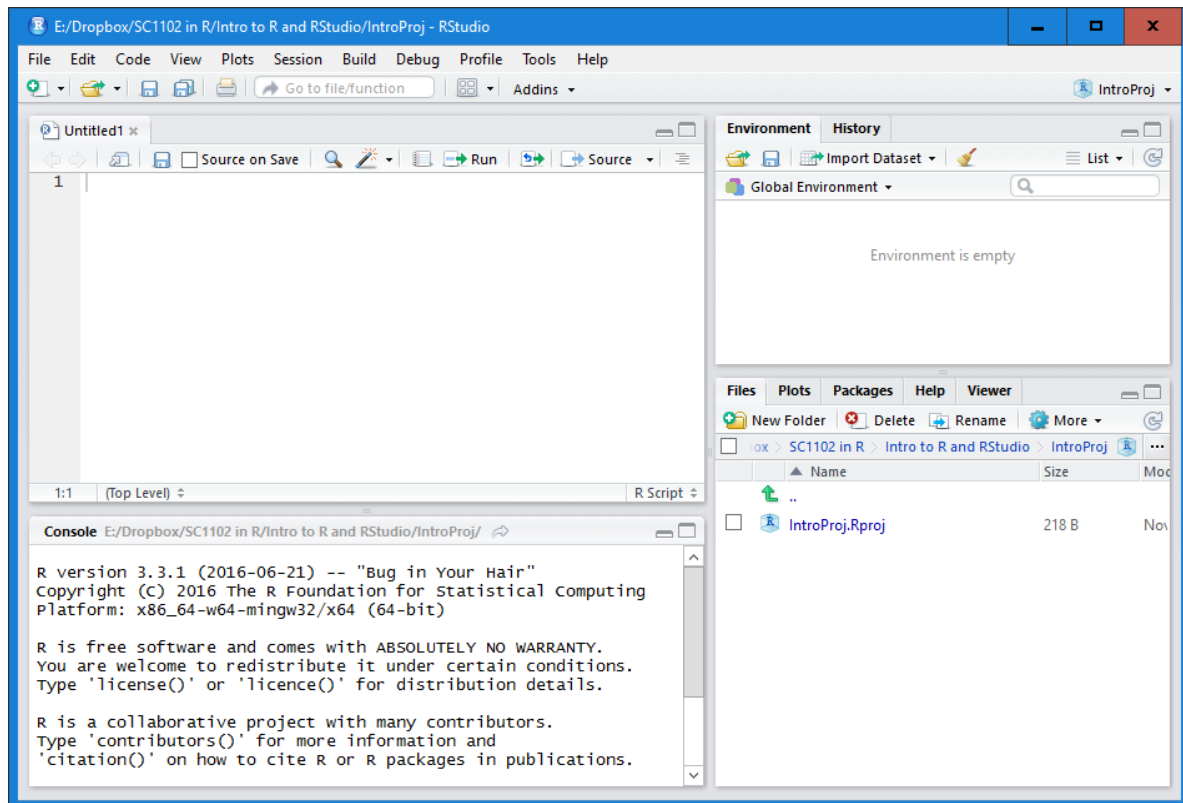 E:/Dropbox/SC1102 in R/Intro to R and RStudio/IntroProj - RStudio
File Edit Code View Plots Session Build Debug Profile Tools Help
Go to file/function Addins IntroProj
Untitled1
Source on Save Run Source
1
1:1 (Top Level) R Script
Console E:/Dropbox/SC1102 in R/Intro to R and RStudio/IntroProj/
R version 3.3.1 (2016-06-21) -- "Bug in Your Hair"
Copyright (C) 2016 The R Foundation for Statistical Computing
Platform: x86_64-w64-mingw32/x64 (64-bit)
R is free software and comes with ABSOLUTELY NO WARRANTY.
You are welcome to redistribute it under certain conditions.
Type 'license()' or 'licence()' for distribution details.
R is a collaborative project with many contributors.
Type 'contributors()' for more information and
'citation()' on how to cite R or R packages in publications.
Environment History
Import Dataset List
Global Environment
Environment is empty
Files Plots Packages Help Viewer
New Folder Delete Rename More
ox > SC1102 in R > Intro to R and RStudio > IntroProj ...
Name Size Moc
..
IntroProj.Rproj 218 B Nov